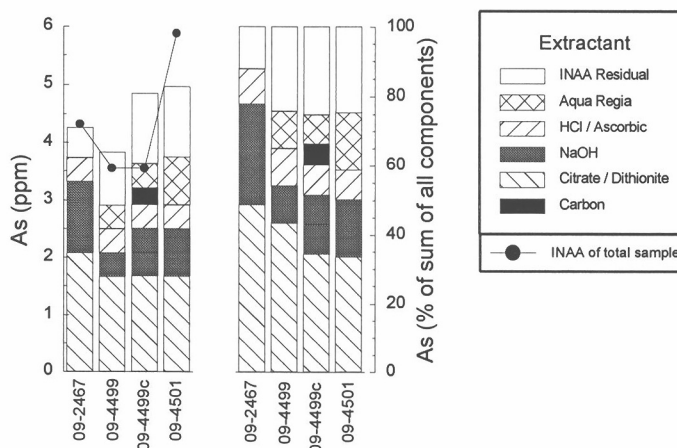 6
5
4
3
2
1
0
As (ppm)
09-2467
09-4499
09-4499c
09-4501
100
80
60
40
20
0
As (% of sum of all components)
09-2467
09-4499
09-4499c
09-4501
Extractant
INAA Residual
Aqua Regia
HCl / Ascorbic
NaOH
Citrate / Dithionite
Carbon
INAA of total sample